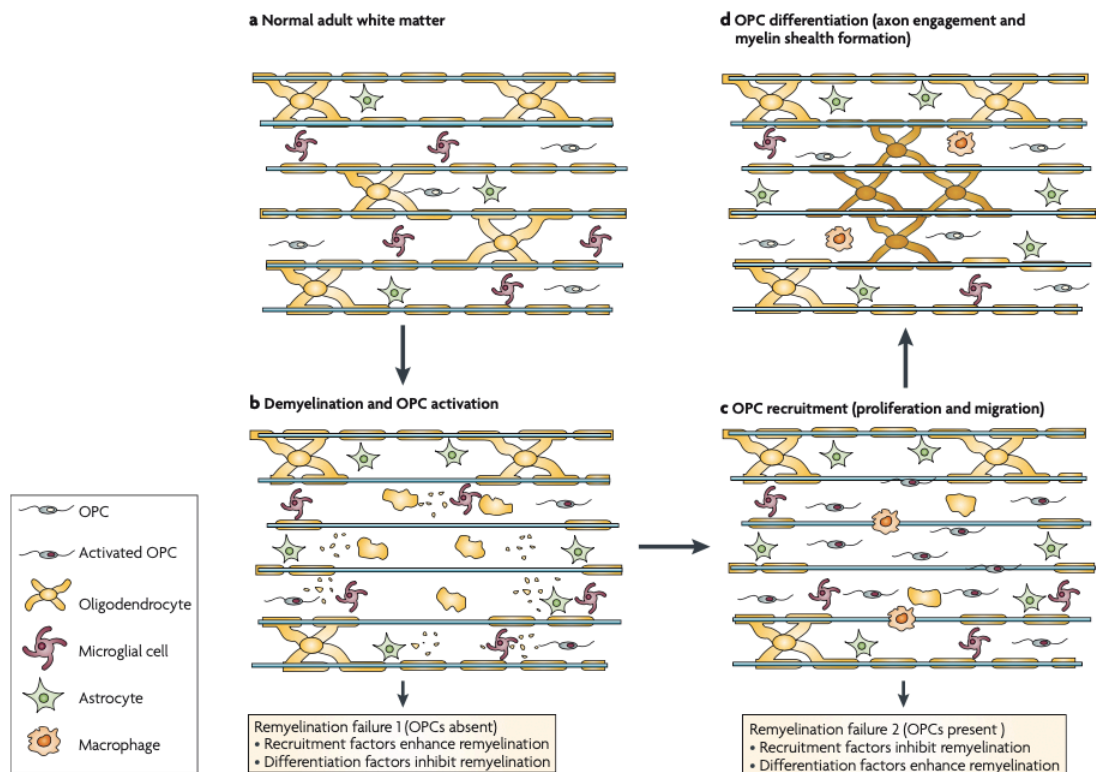 a Normal adult white matter
d OPC differentiation (axon engagement and
myelin shealth formation)
b Demyelination and OPC activation
c OPC recruitment (proliferation and migration)
OPC
Activated OPC
Oligodendrocyte
Microglial cell
Astrocyte
Macrophage
Remyelination failure 1 (OPCs absent)
• Recruitment factors enhance remyelination
• Differentiation factors inhibit remyelination
Remyelination failure 2 (OPCs present )
• Recruitment factors inhibit remyelination
• Differentiation factors enhance remyelination